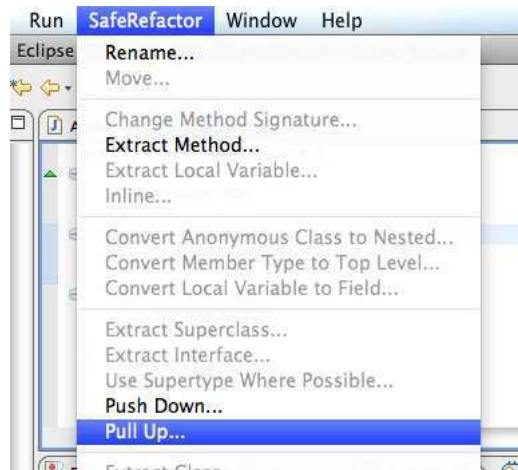 Run SafeRefactor Window Help
Eclipse
Rename...
Move...
Change Method Signature...
Extract Method...
Extract Local Variable...
Inline...
Convert Anonymous Class to Nested...
Convert Member Type to Top Level...
Convert Local Variable to Field...
Extract Superclass...
Extract Interface...
Use Supertype Where Possible...
Push Down...
Pull Up...
Extract Class